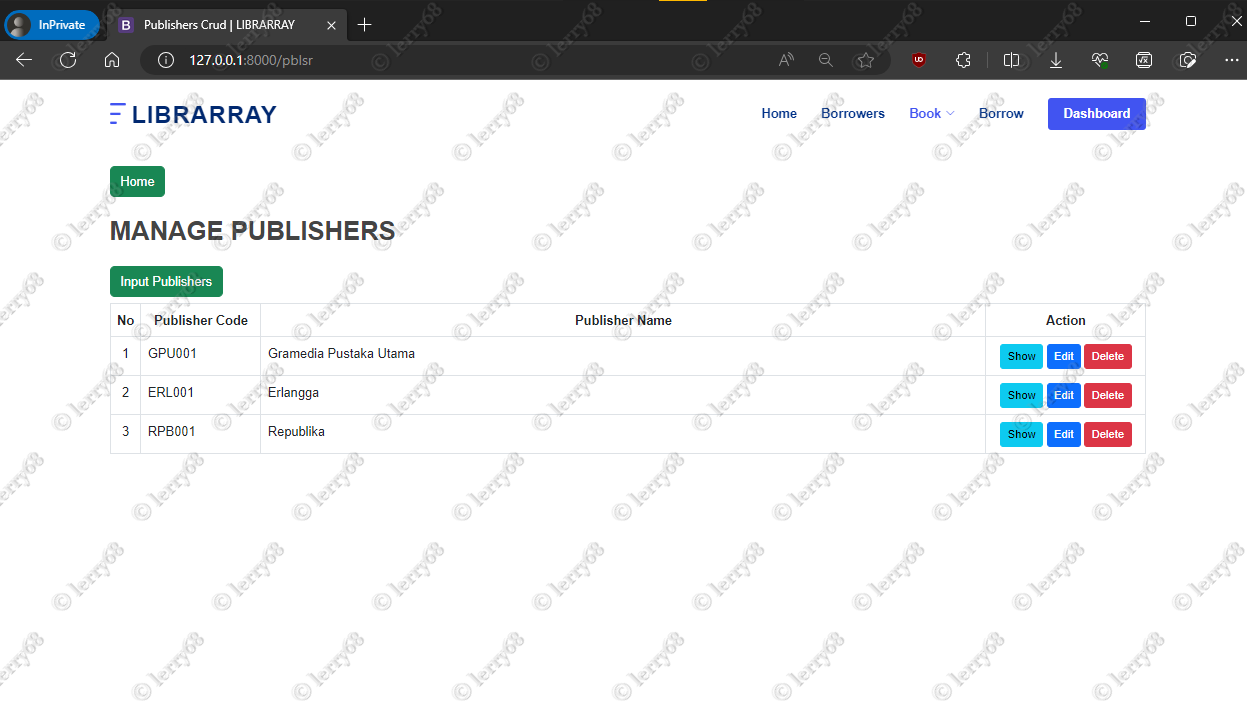 InPrivate
Publishers Crud | LIBRARRAY
127.0.0.1:8000/pblsr
LIBRARRAY
Home Borrowers Book Borrow Dashboard
Home
MANAGE PUBLISHERS
Input Publishers
No Publisher Code Publisher Name Action
1 GPU001 Gramedia Pustaka Utama Show Edit Delete
2 ERL001 Erlangga Show Edit Delete
3 RPB001 Republika Show Edit Delete
© lerry68